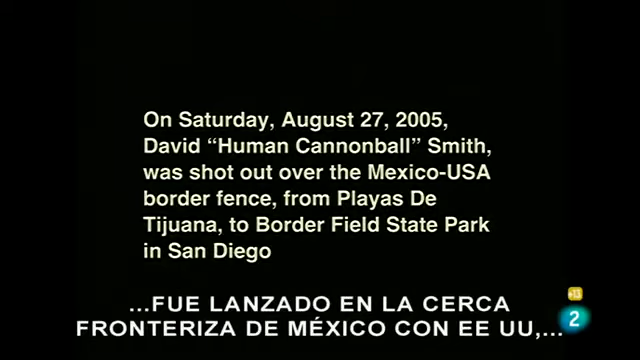 On Saturday, August 27, 2005,
David “Human Cannonball” Smith,
was shot out over the Mexico-USA
border fence, from Playas De
Tijuana, to Border Field State Park
in San Diego
...FUE LANZADO EN LA CERCA
FRONTERIZA DE MÉXICO CON EE UU,...
+13
2